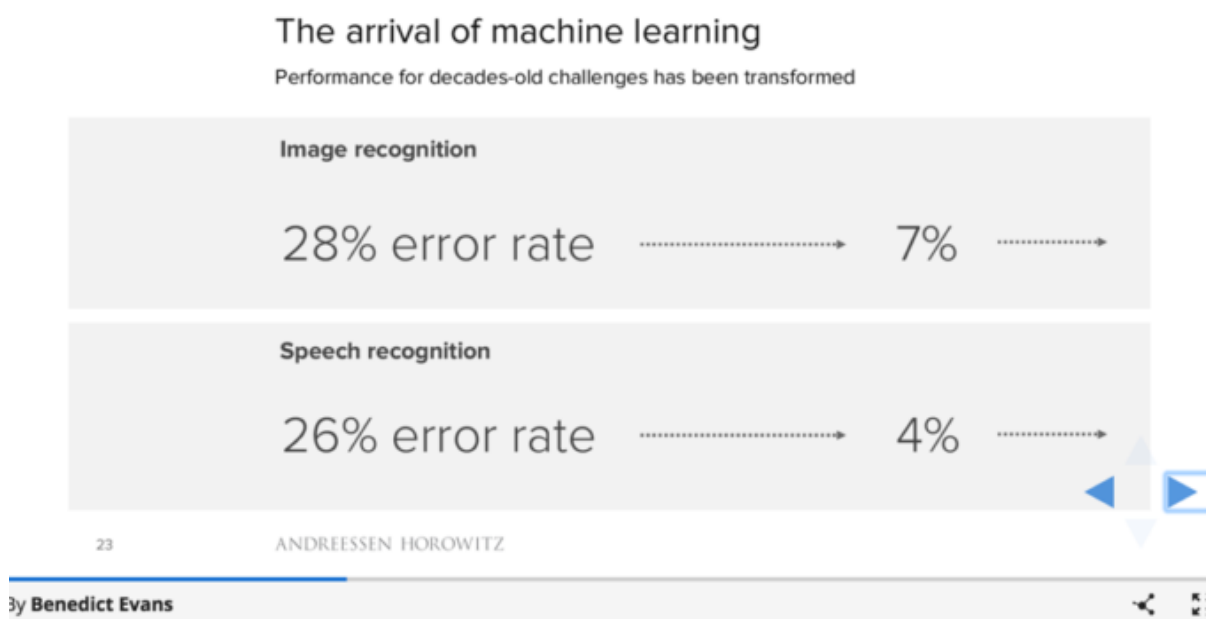 The arrival of machine learning
Performance for decades-old challenges has been transformed
Image recognition
28% error rate 7%
Speech recognition
26% error rate 4%
23 ANDREESSEN HOROWITZ
By Benedict Evans